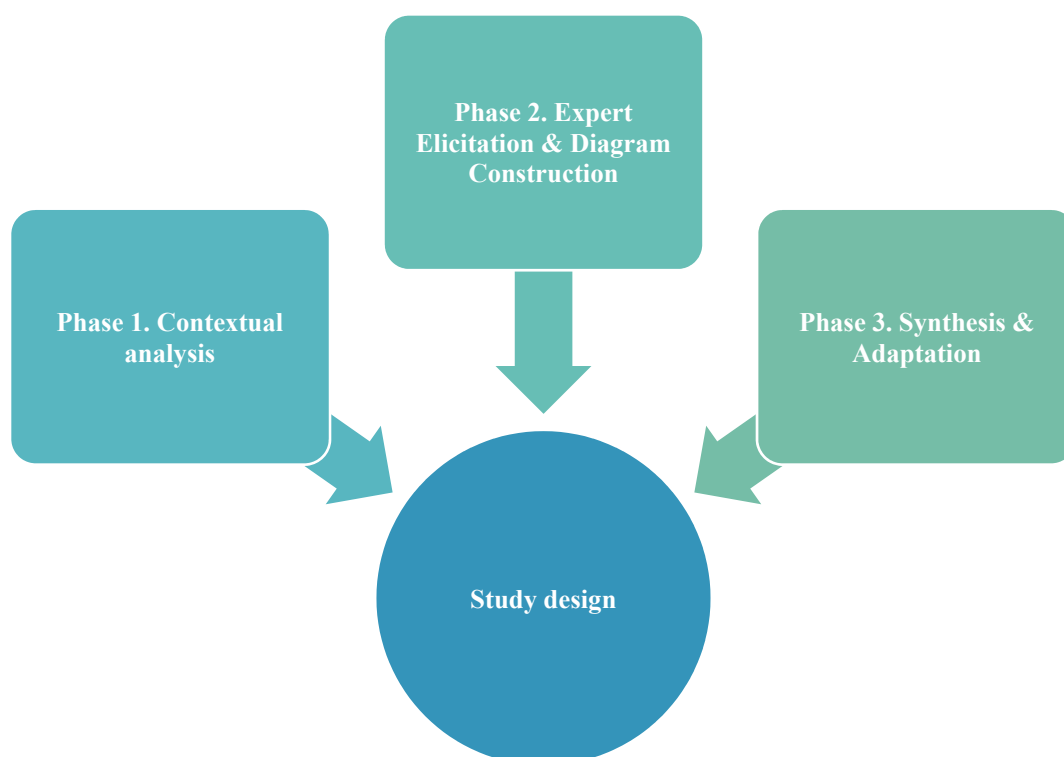 Phase 2. Expert
Elicitation & Diagram
Construction
Phase 1. Contextual
analysis
Phase 3. Synthesis &
Adaptation
Study design